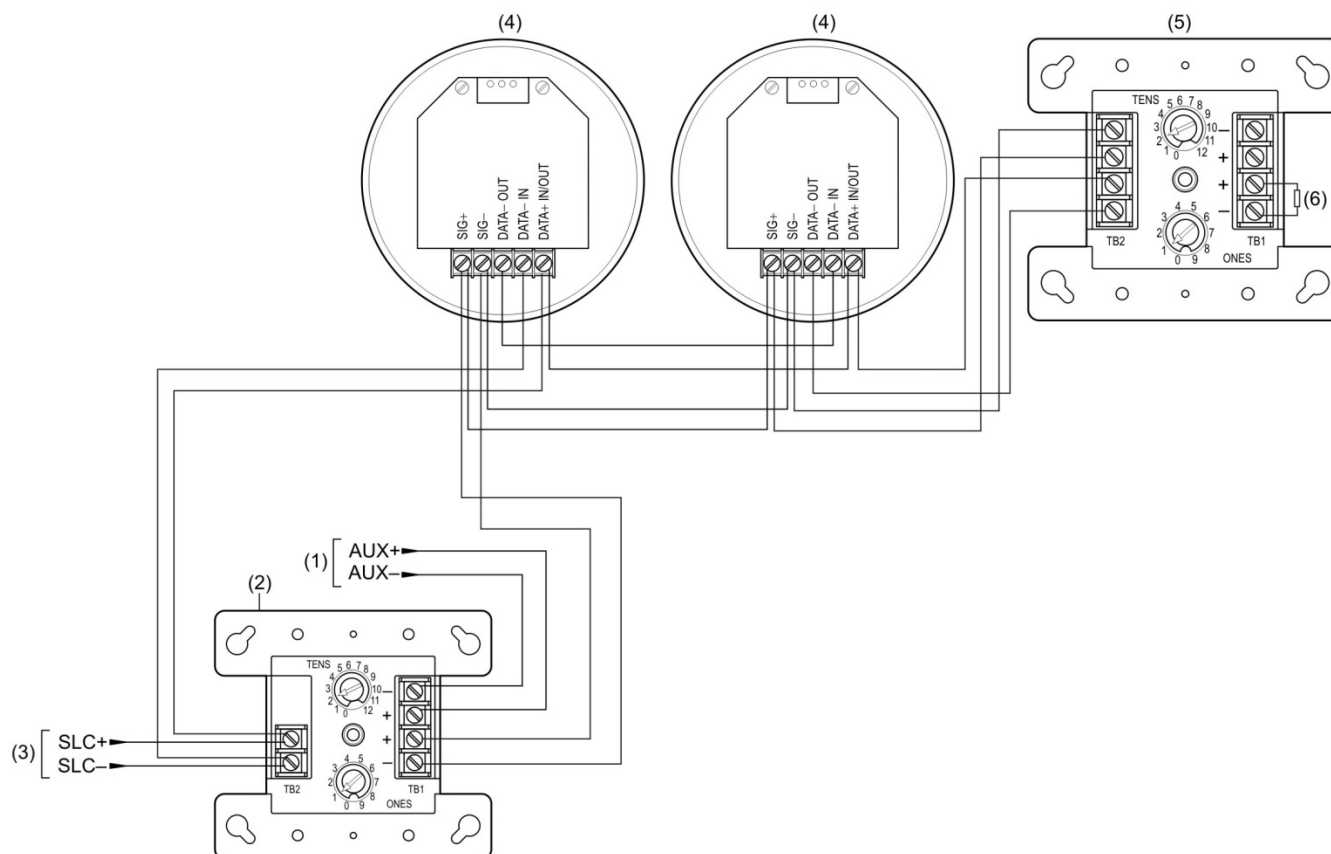 (4)
(4)
(5)
SIG+
SIG–
DATA– OUT
DATA– IN
DATA+ IN/OUT
SIG+
SIG–
DATA– OUT
DATA– IN
DATA+ IN/OUT
TENS
0 1 2 3 4 5 6 7 8 9 10 11 12
–
+
+
–
(6)
0 1 2 3 4 5 6 7 8 9
TB2
TB1
ONES
(1)
AUX+
AUX–
(2)
TENS
0 1 2 3 4 5 6 7 8 9 10 11 12
–
+
+
–
(3)
SLC+
SLC–
0 1 2 3 4 5 6 7 8 9
TB2
TB1
ONES